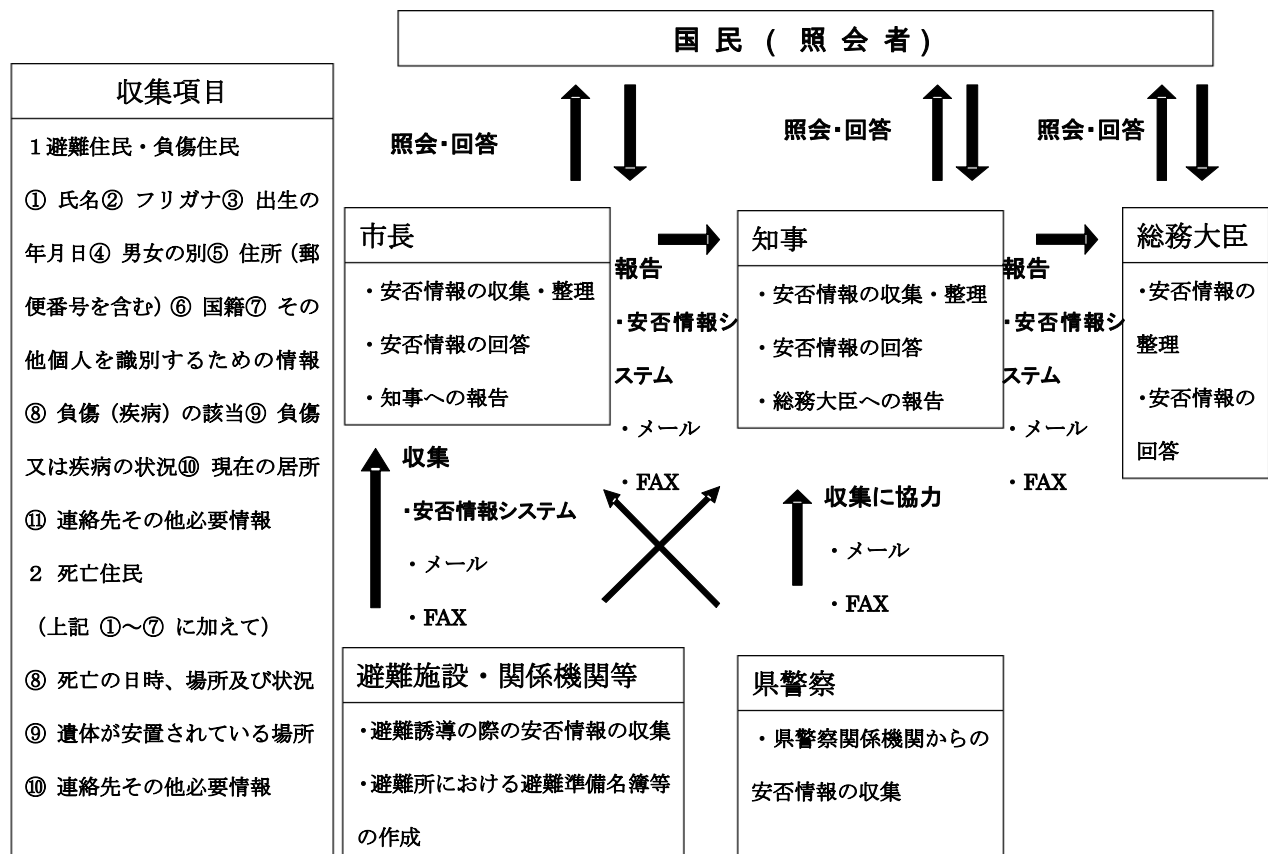 国 民 ( 照 会 者 )
収集項目
１避難住民・負傷住民
① 氏名② フリガナ③ 出生の
年月日④ 男女の別⑤ 住所（郵
便番号を含む）⑥ 国籍⑦ その
他個人を識別するための情報
⑧ 負傷（疾病）の該当⑨ 負傷
又は疾病の状況⑩ 現在の居所
⑪ 連絡先その他必要情報
２ 死亡住民
（上記 ①～⑦ に加えて）
⑧ 死亡の日時、場所及び状況
⑨ 遺体が安置されている場所
⑩ 連絡先その他必要情報
照会・回答
照会・回答
照会・回答
市長
・安否情報の収集・整理
・安否情報の回答
・知事への報告
報告
・安否情報シ
ステム
・メール
・FAX
知事
・安否情報の収集・整理
・安否情報の回答
・総務大臣への報告
報告
・安否情報シ
ステム
・メール
・FAX
総務大臣
・安否情報の
整理
・安否情報の
回答
収集
・安否情報システム
・メール
・FAX
収集に協力
・メール
・FAX
避難施設・関係機関等
・避難誘導の際の安否情報の収集
・避難所における避難準備名簿等
の作成
県警察
・県警察関係機関からの
安否情報の収集